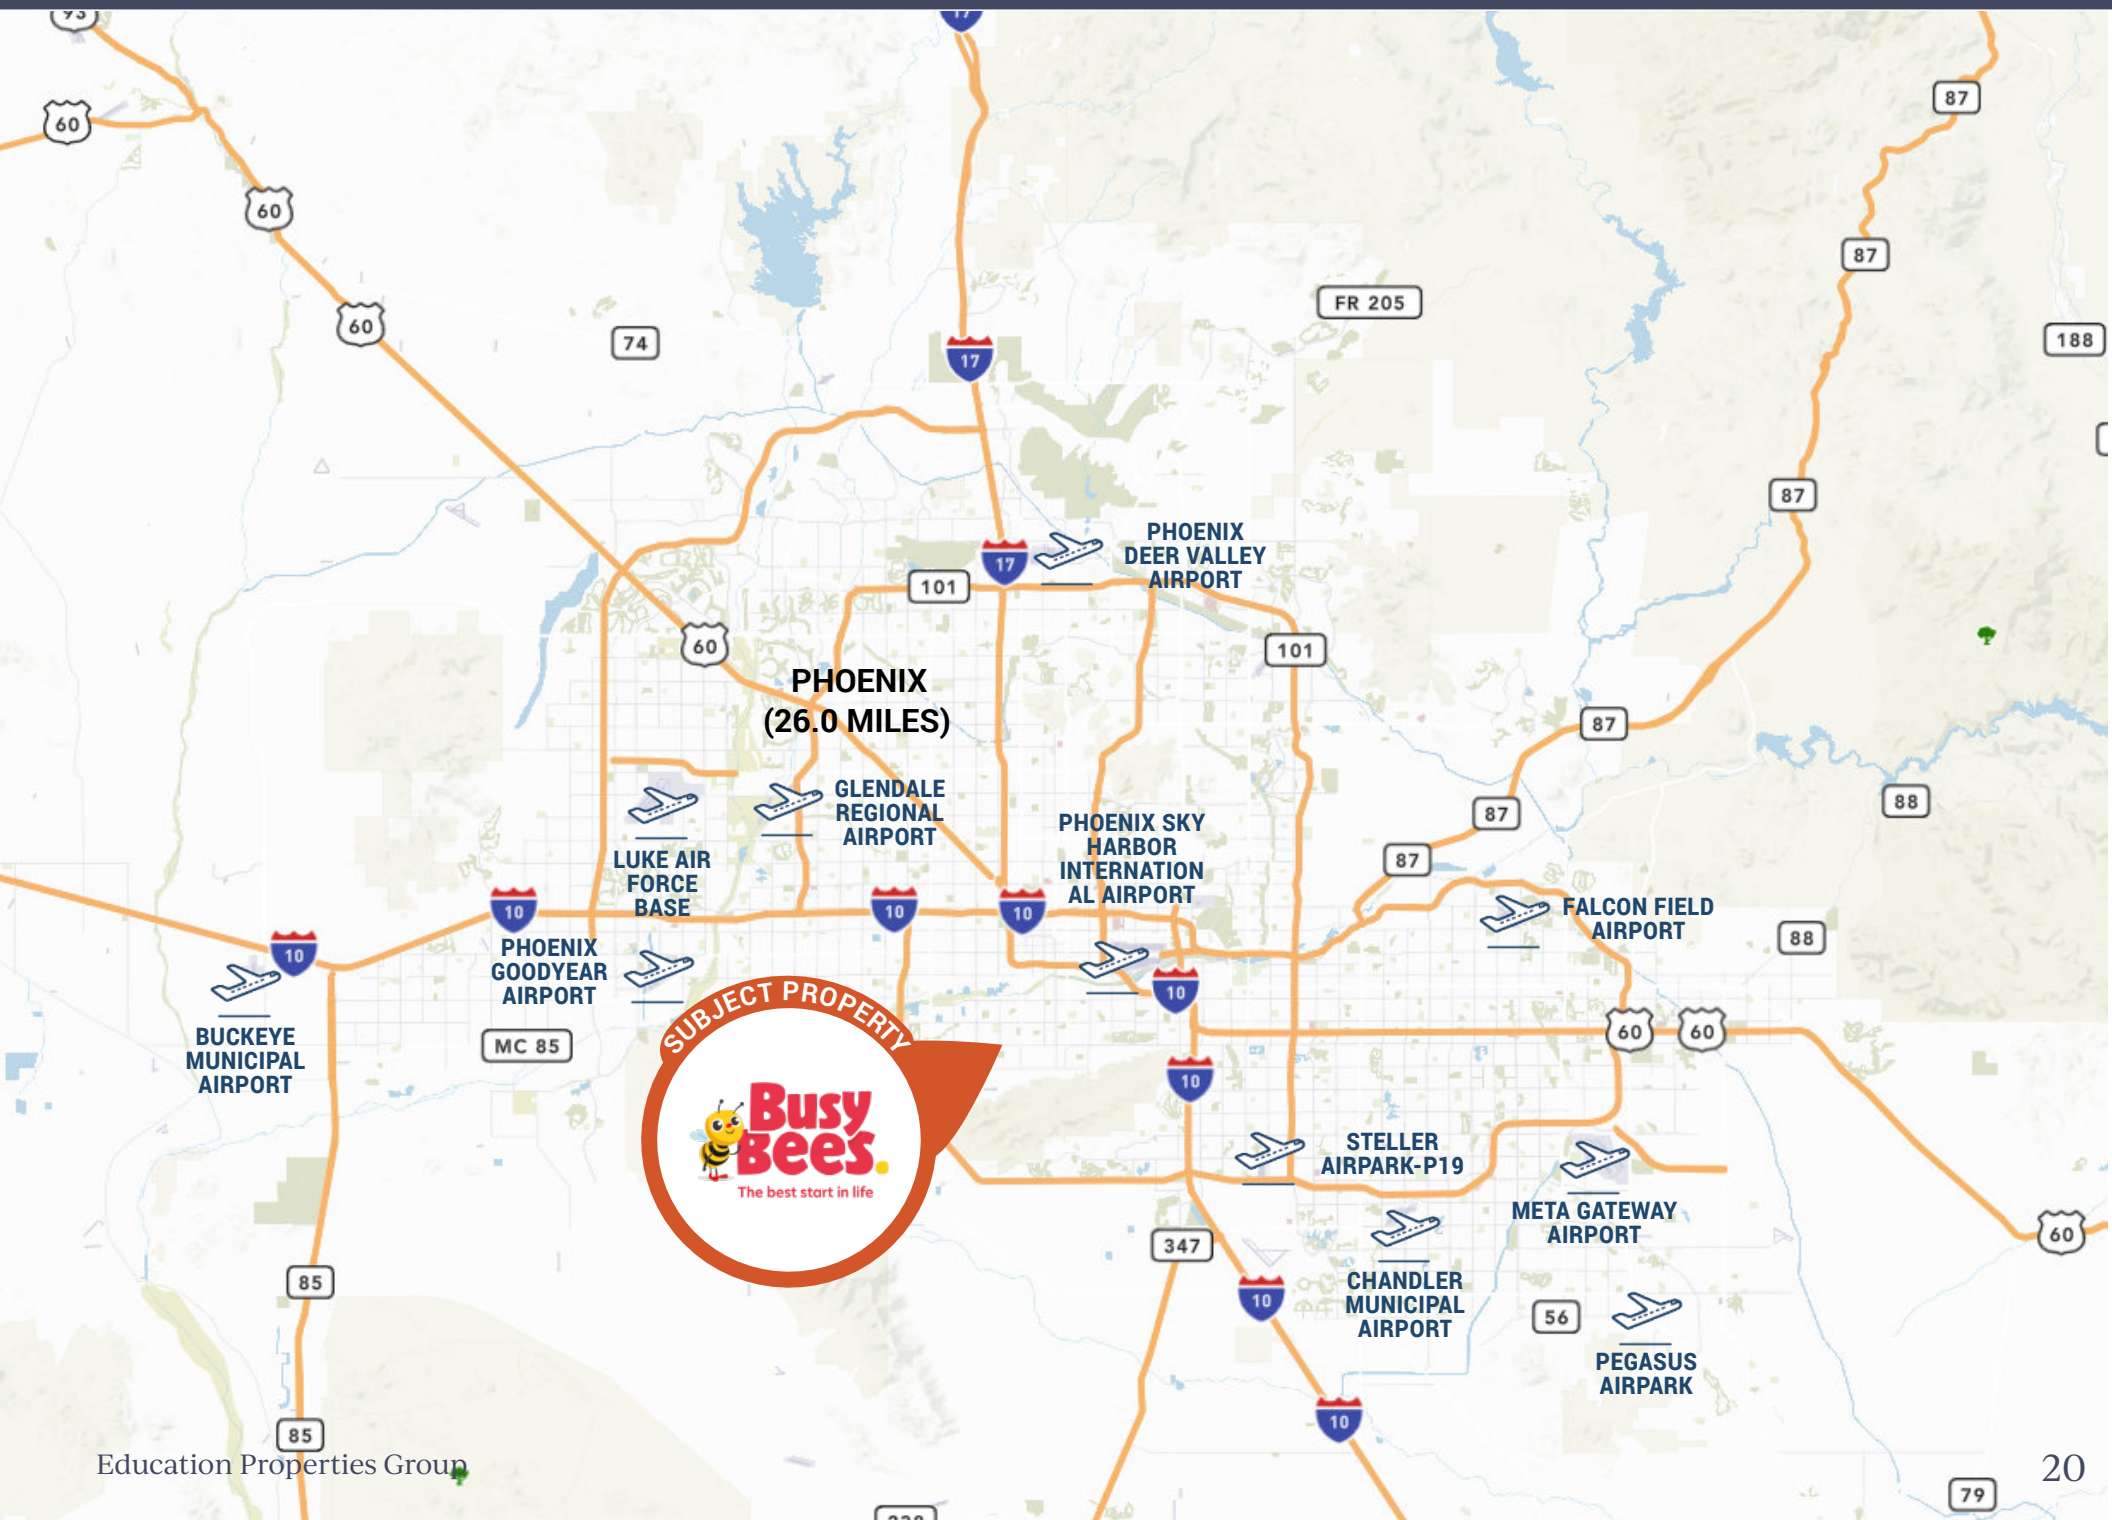 93
17
60
87
60
87
60
FR 205
74
188
17
87
PHOENIX
DEER VALLEY
AIRPORT
17
101
60
101
PHOENIX
(26.0 MILES)
87
GLENDALE
REGIONAL
AIRPORT
88
87
PHOENIX SKY
HARBOR
INTERNATION
AL AIRPORT
87
LUKE AIR
FORCE
BASE
10
10
10
FALCON FIELD
AIRPORT
88
10
PHOENIX
GOODYEAR
AIRPORT
10
BUCKEYE
MUNICIPAL
AIRPORT
MC 85
60
60
SUBJECT PROPERTY
Busy
Bees.
The best start in life
10
STELLER
AIRPARK-P19
META GATEWAY
AIRPORT
347
60
85
10
CHANDLER
MUNICIPAL
AIRPORT
56
PEGASUS
AIRPARK
10
85
Education Properties Group
20
79